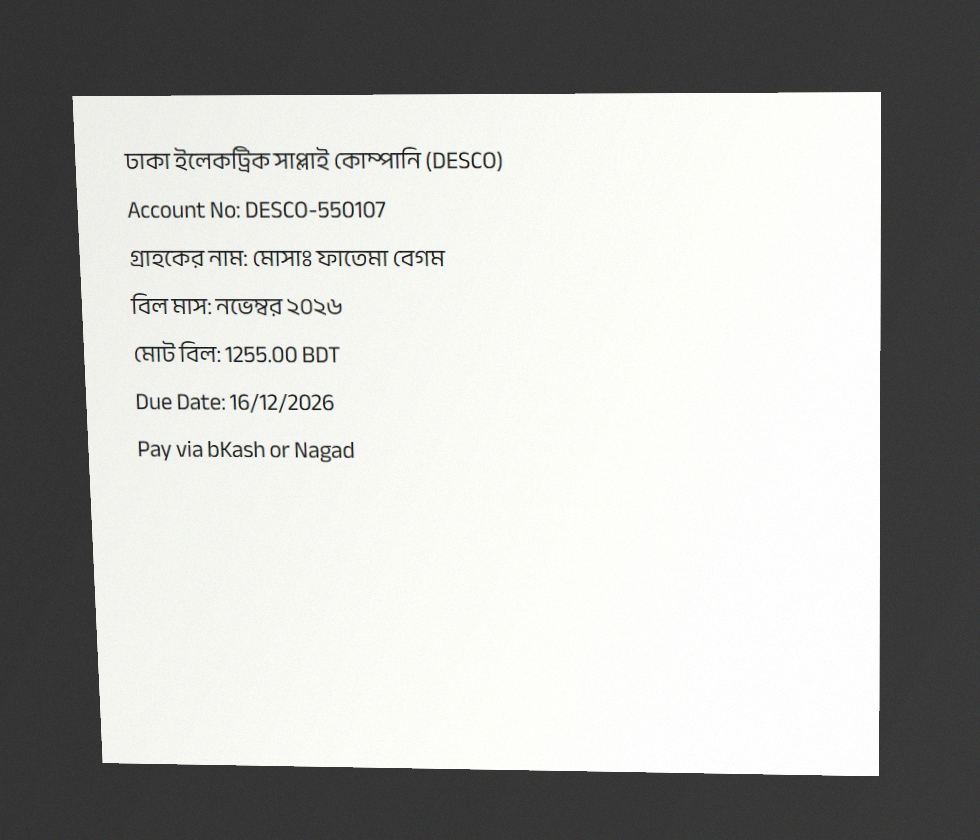 ঢাকা ইলেকট্রিক সাপ্লাই কোম্পানি (DESCO)
Account No: DESCO-550107
গ্রাহকের নাম: মোসাঃ ফাতেমা বেগম
বিল মাস: নভেম্বর ২০২৬
মোট বিল: 1255.00 BDT
Due Date: 16/12/2026
Pay via bKash or Nagad